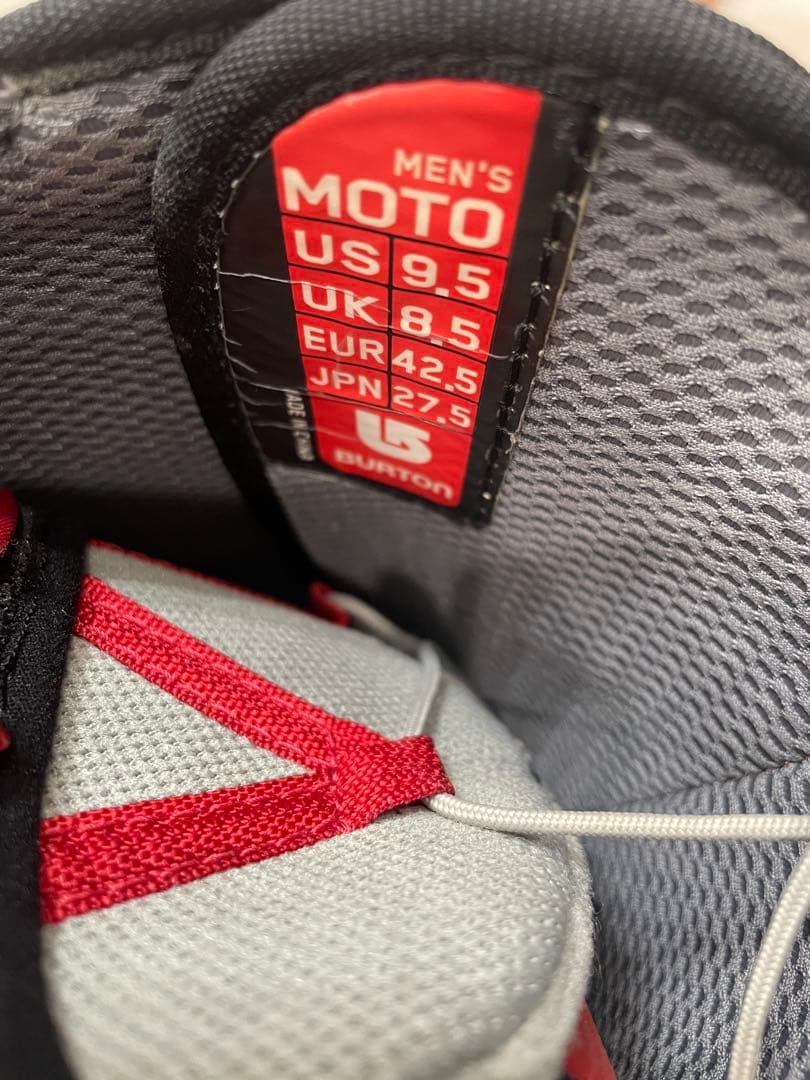 MEN'S
MOTO
US 9.5
UK 8.5
EUR 42.5
JPN 27.5
MADE IN CHINA
BURTON